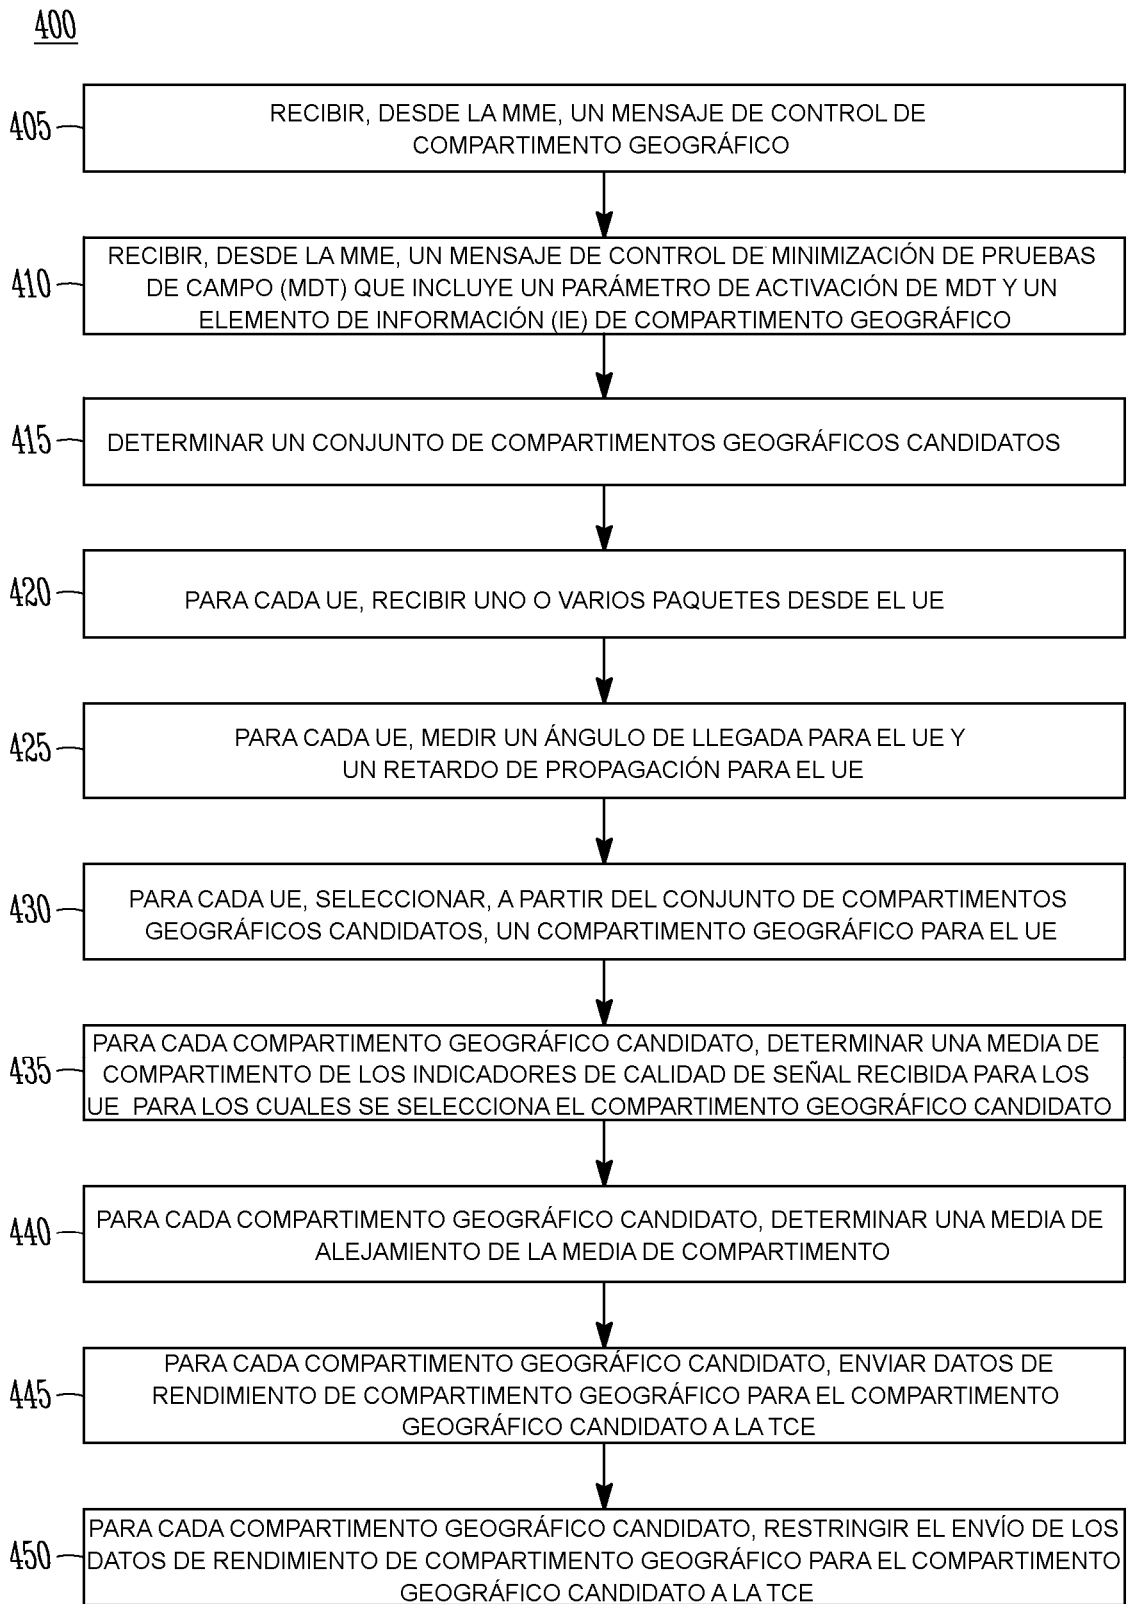 400
405
RECIBIR, DESDE LA MME, UN MENSAJE DE CONTROL DE
COMPARTIMENTO GEOGRÁFICO
410
RECIBIR, DESDE LA MME, UN MENSAJE DE CONTROL DE MINIMIZACIÓN DE PRUEBAS
DE CAMPO (MDT) QUE INCLUYE UN PARÁMETRO DE ACTIVACIÓN DE MDT Y UN
ELEMENTO DE INFORMACIÓN (IE) DE COMPARTIMENTO GEOGRÁFICO
415
DETERMINAR UN CONJUNTO DE COMPARTIMENTOS GEOGRÁFICOS CANDIDATOS
420
PARA CADA UE, RECIBIR UNO O VARIOS PAQUETES DESDE EL UE
425
PARA CADA UE, MEDIR UN ÁNGULO DE LLEGADA PARA EL UE Y
UN RETARDO DE PROPAGACIÓN PARA EL UE
430
PARA CADA UE, SELECCIONAR, A PARTIR DEL CONJUNTO DE COMPARTIMENTOS
GEOGRÁFICOS CANDIDATOS, UN COMPARTIMENTO GEOGRÁFICO PARA EL UE
435
PARA CADA COMPARTIMENTO GEOGRÁFICO CANDIDATO, DETERMINAR UNA MEDIA DE
COMPARTIMENTO DE LOS INDICADORES DE CALIDAD DE SEÑAL RECIBIDA PARA LOS
UE PARA LOS CUALES SE SELECCIONA EL COMPARTIMENTO GEOGRÁFICO CANDIDATO
440
PARA CADA COMPARTIMENTO GEOGRÁFICO CANDIDATO, DETERMINAR UNA MEDIA DE
ALEJAMIENTO DE LA MEDIA DE COMPARTIMENTO
445
PARA CADA COMPARTIMENTO GEOGRÁFICO CANDIDATO, ENVIAR DATOS DE
RENDIMIENTO DE COMPARTIMENTO GEOGRÁFICO PARA EL COMPARTIMENTO
GEOGRÁFICO CANDIDATO A LA TCE
450
PARA CADA COMPARTIMENTO GEOGRÁFICO CANDIDATO, RESTRINGIR EL ENVÍO DE LOS
DATOS DE RENDIMIENTO DE COMPARTIMENTO GEOGRÁFICO PARA EL COMPARTIMENTO
GEOGRÁFICO CANDIDATO A LA TCE